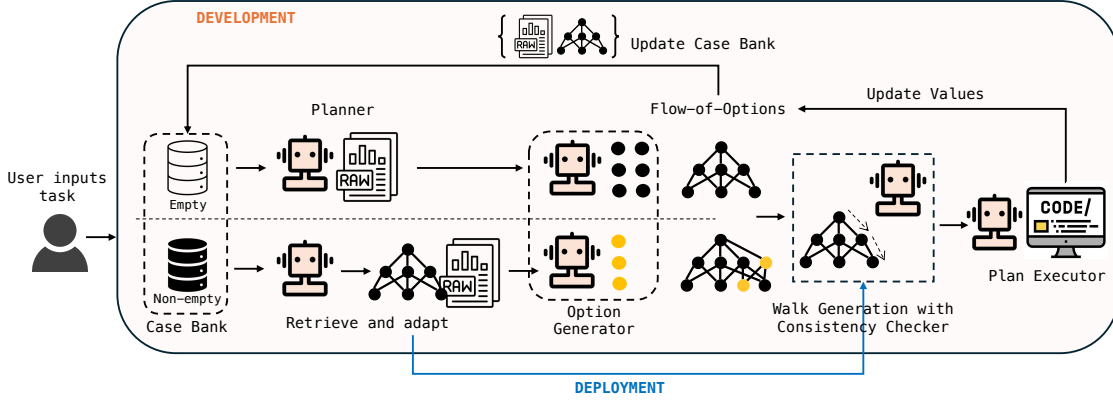 DEVELOPMENT
RAW
Update Case Bank
Planner
Flow-of-Options
Update Values
User inputs
task
Empty
RAW
CODE/
Non-empty
RAW
Case Bank
Retrieve and adapt
Option
Generator
Walk Generation with
Consistency Checker
Plan Executor
DEPLOYMENT